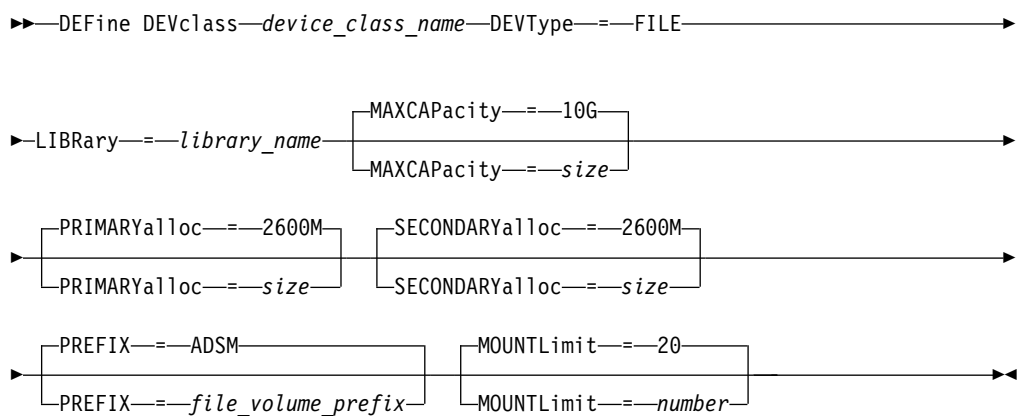 DEFine DEVclass device_class_name DEVType = FILE
MAXCAPacity = 10G
LIBRary = library_name
MAXCAPacity = size
PRIMARYalloc = 2600M SECONDARYalloc = 2600M
PRIMARYalloc = size SECONDARYalloc = size
PREFIX = ADSM MOUNTLimit = 20
PREFIX = file_volume_prefix MOUNTLimit = number